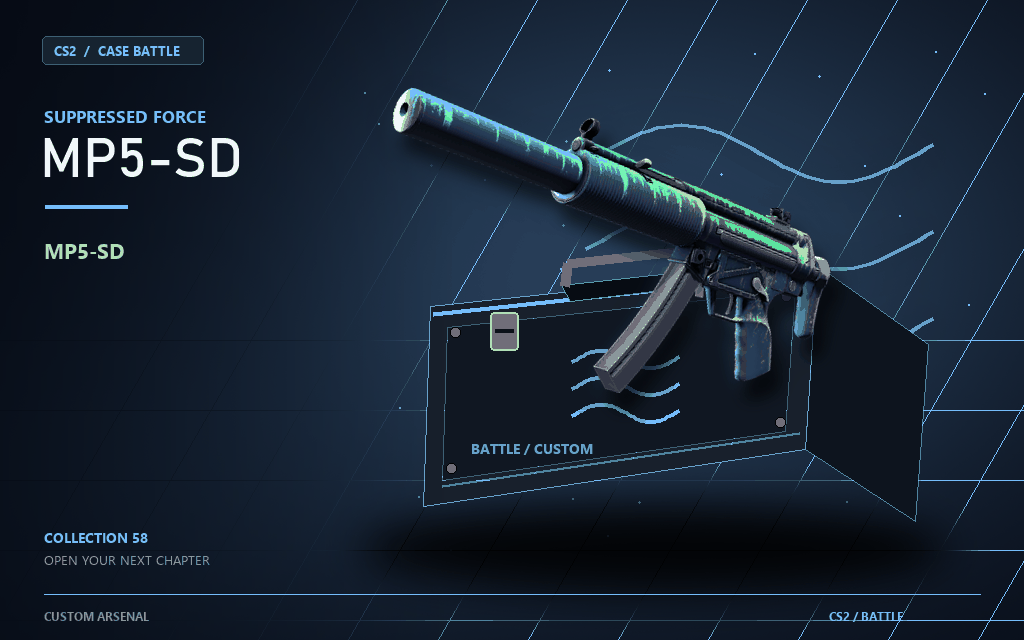 CS2 / CASE BATTLE
SUPPRESSED FORCE
MP5-SD
MP5-SD
BATTLE / CUSTOM
COLLECTION 58
OPEN YOUR NEXT CHAPTER
CUSTOM ARSENAL
CS2 / BATTLE